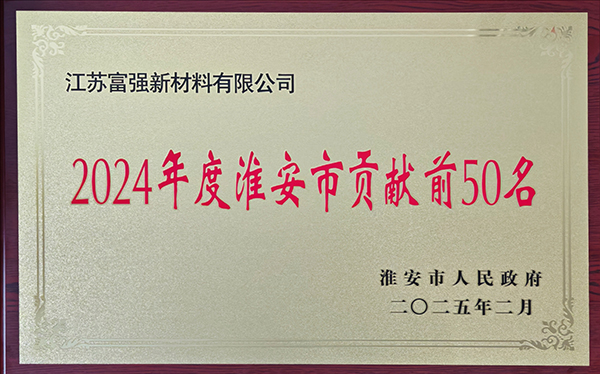 江苏富强新材料有限公司
2024年度淮安市贡献前50名
淮安市人民政府
二〇二五年二月